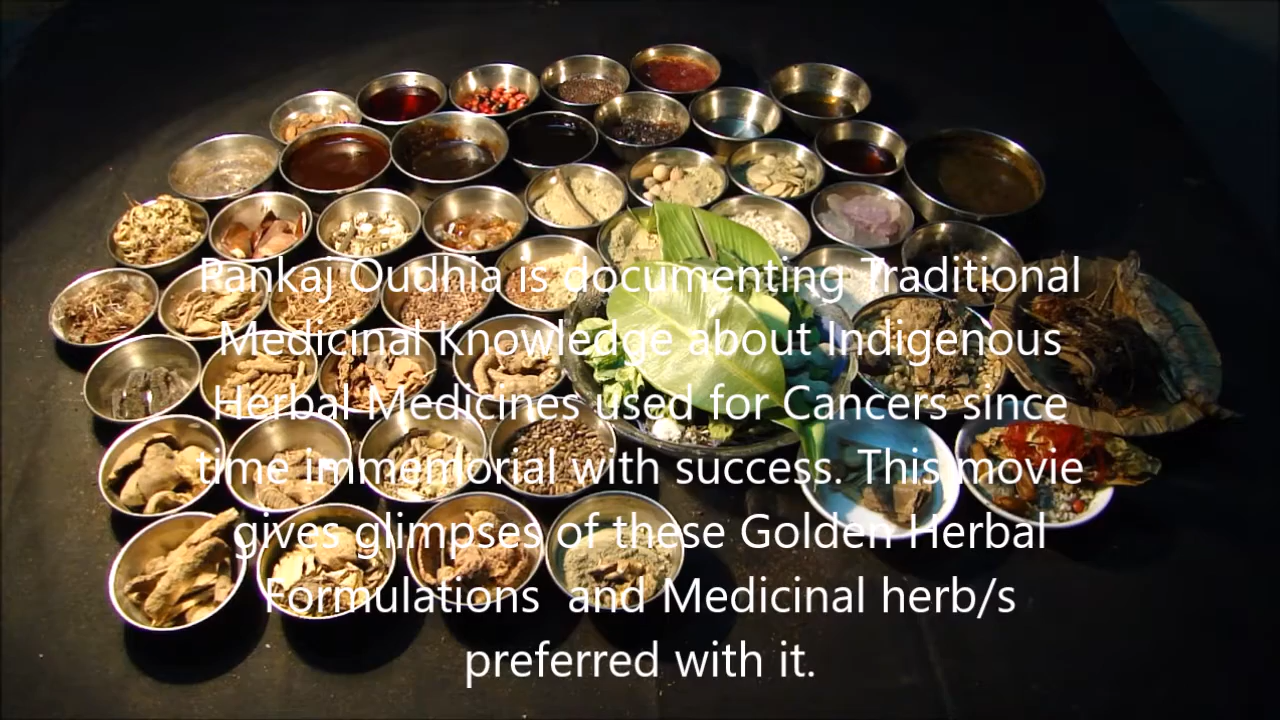 Pankaj Oudhia is documenting Traditional
Medicinal Knowledge about Indigenous
Herbal Medicines used for Cancers since
time immemorial with success. This movie
gives glimpses of these Golden Herbal
Formulations  and Medicinal herb/s
preferred with it.